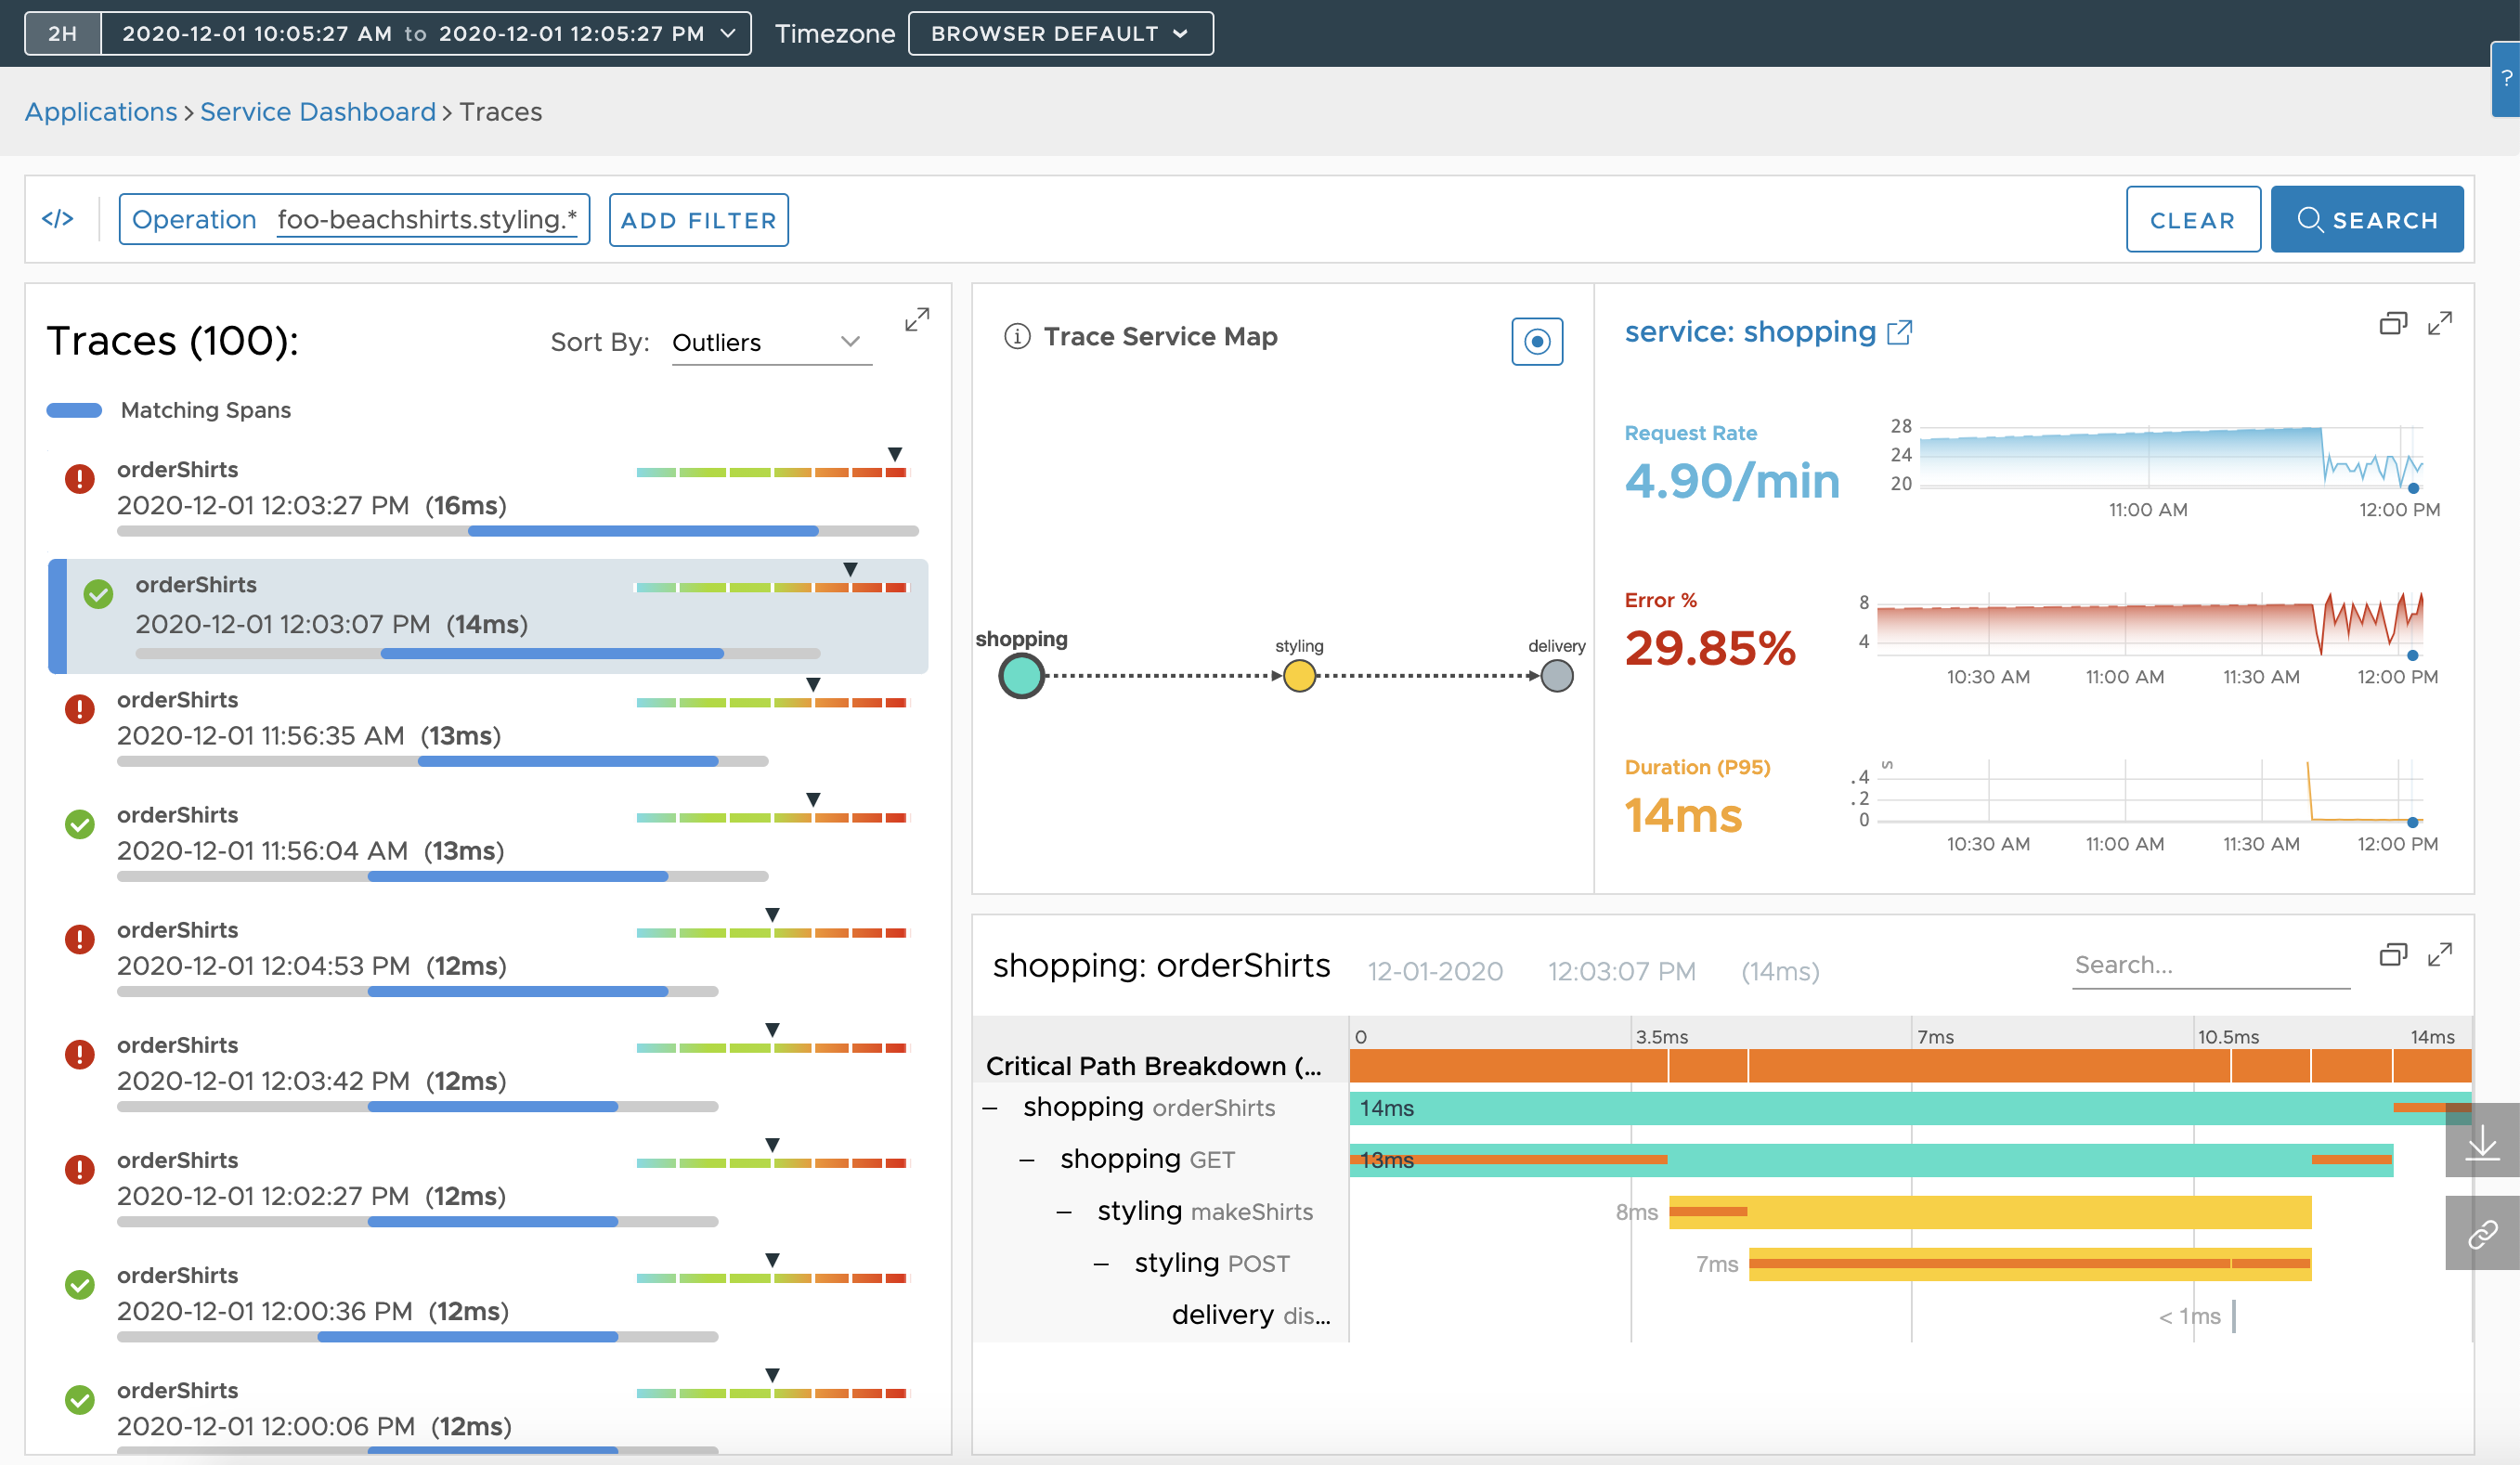 2H 2020-12-01 10:05:27 AM to 2020-12-01 12:05:27 PM Timezone BROWSER DEFAULT
?
Applications > Service Dashboard > Traces
</> Operation foo-beachshirts.styling.* ADD FILTER CLEAR SEARCH
Traces (100): Sort By: Outliers
Matching Spans
orderShirts
2020-12-01 12:03:27 PM (16ms)
orderShirts
2020-12-01 12:03:07 PM (14ms)
orderShirts
2020-12-01 11:56:35 AM (13ms)
orderShirts
2020-12-01 11:56:04 AM (13ms)
orderShirts
2020-12-01 12:04:53 PM (12ms)
orderShirts
2020-12-01 12:03:42 PM (12ms)
orderShirts
2020-12-01 12:02:27 PM (12ms)
orderShirts
2020-12-01 12:00:36 PM (12ms)
orderShirts
2020-12-01 12:00:06 PM (12ms)
Trace Service Map
shopping styling delivery
service: shopping
Request Rate
4.90/min
28
24
20
11:00 AM 12:00 PM
Error %
29.85%
8
4
10:30 AM 11:00 AM 11:30 AM 12:00 PM
Duration (P95)
14ms
s
.4
.2
0
10:30 AM 11:00 AM 11:30 AM 12:00 PM
shopping: orderShirts 12-01-2020 12:03:07 PM (14ms) Search...
0 3.5ms 7ms 10.5ms 14ms
Critical Path Breakdown (...
– shopping orderShirts 14ms
– shopping GET 13ms
– styling makeShirts 8ms
– styling POST 7ms
delivery dis... < 1ms